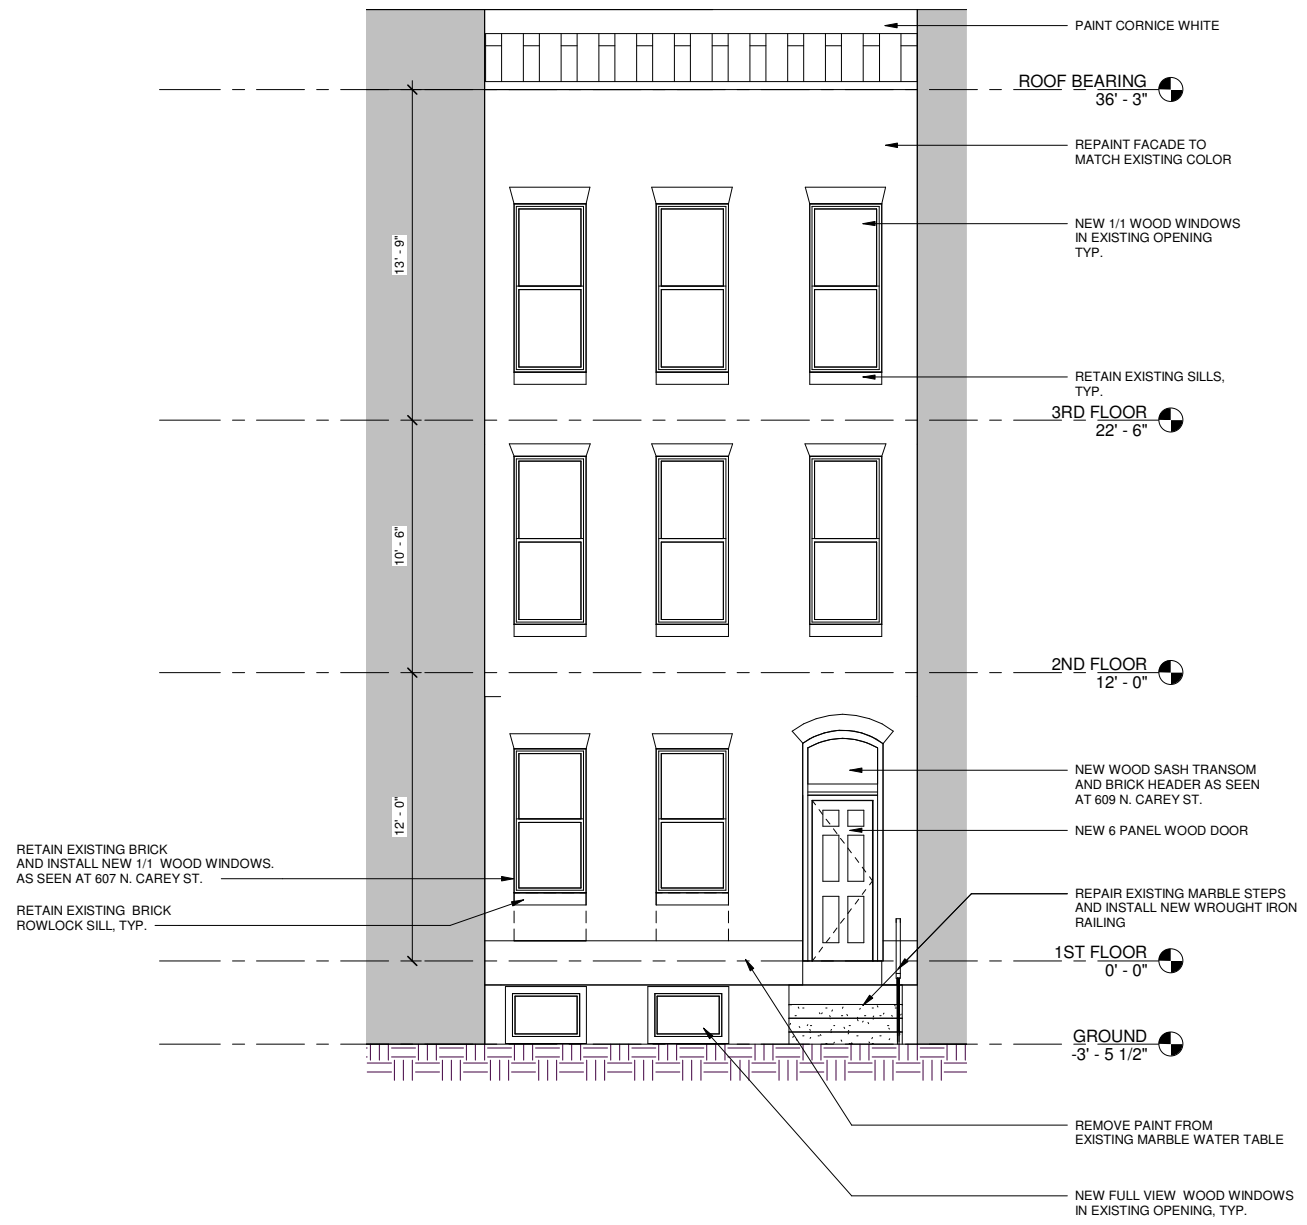 PAINT CORNICE WHITE
ROOF BEARING
36' - 3"
REPAINT FACADE TO
MATCH EXISTING COLOR
NEW 1/1 WOOD WINDOWS
IN EXISTING OPENING
TYP.
13' - 9"
RETAIN EXISTING SILLS,
TYP.
3RD FLOOR
22' - 6"
10' - 6"
2ND FLOOR
12' - 0"
NEW WOOD SASH TRANSOM
AND BRICK HEADER AS SEEN
AT 609 N. CAREY ST.
12' - 0"
NEW 6 PANEL WOOD DOOR
RETAIN EXISTING BRICK
AND INSTALL NEW 1/1 WOOD WINDOWS.
AS SEEN AT 607 N. CAREY ST.
RETAIN EXISTING BRICK
ROWLOCK SILL, TYP.
REPAIR EXISTING MARBLE STEPS
AND INSTALL NEW WROUGHT IRON
RAILING
1ST FLOOR
0' - 0"
GROUND
-3' - 5 1/2"
REMOVE PAINT FROM
EXISTING MARBLE WATER TABLE
NEW FULL VIEW WOOD WINDOWS
IN EXISTING OPENING, TYP.